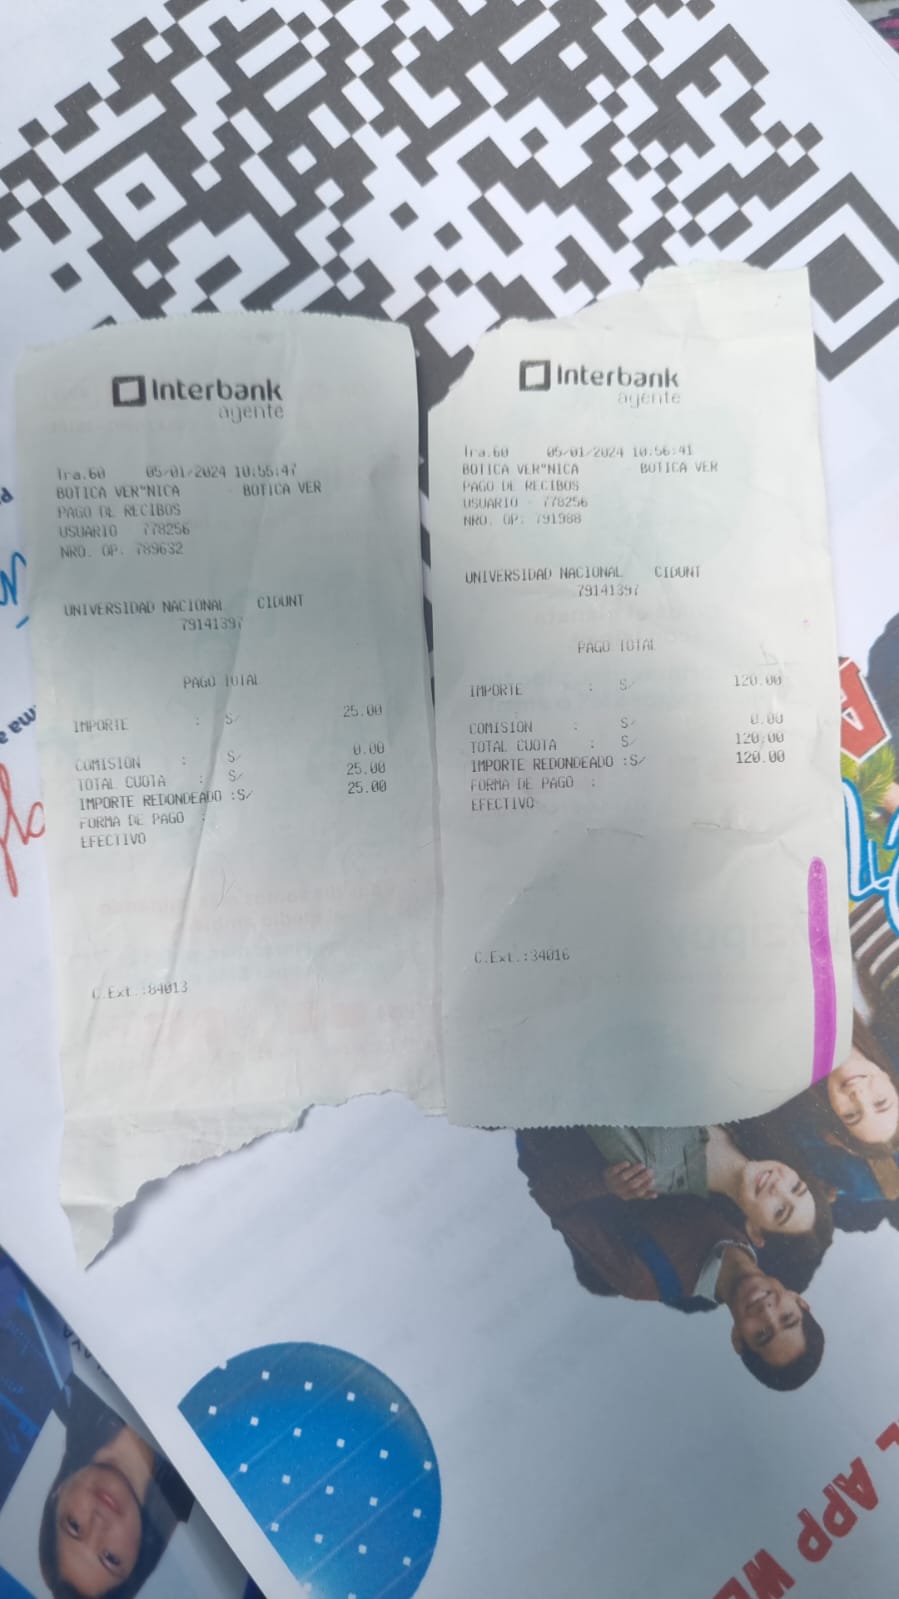 Interbank
agente
Tra.60 05/01/2024 10:55:47
BOTICA VER"NICA BOTICA VER
PAGO DE RECIBOS
USUARIO 778256
NRO. OP: 789632
UNIVERSIDAD NACIONAL CIDUNT
79141397
PAGO TOTAL
IMPORTE : S/ 25.00
COMISION : S/ 0.00
TOTAL CUOTA : S/ 25.00
IMPORTE REDONDEADO :S/ 25.00
FORMA DE PAGO :
EFECTIVO
C.Ext.:84013
Interbank
agente
Tra.60 05/01/2024 10:56:41
BOTICA VER"NICA BOTICA VER
PAGO DE RECIBOS
USUARIO 778256
NRO. OP: 791988
UNIVERSIDAD NACIONAL CIDUNT
79141397
PAGO TOTAL
IMPORTE : S/ 120.00
COMISION : S/ 0.00
TOTAL CUOTA : S/ 120.00
IMPORTE REDONDEADO :S/ 120.00
FORMA DE PAGO :
EFECTIVO
C.Ext.:34016
APP